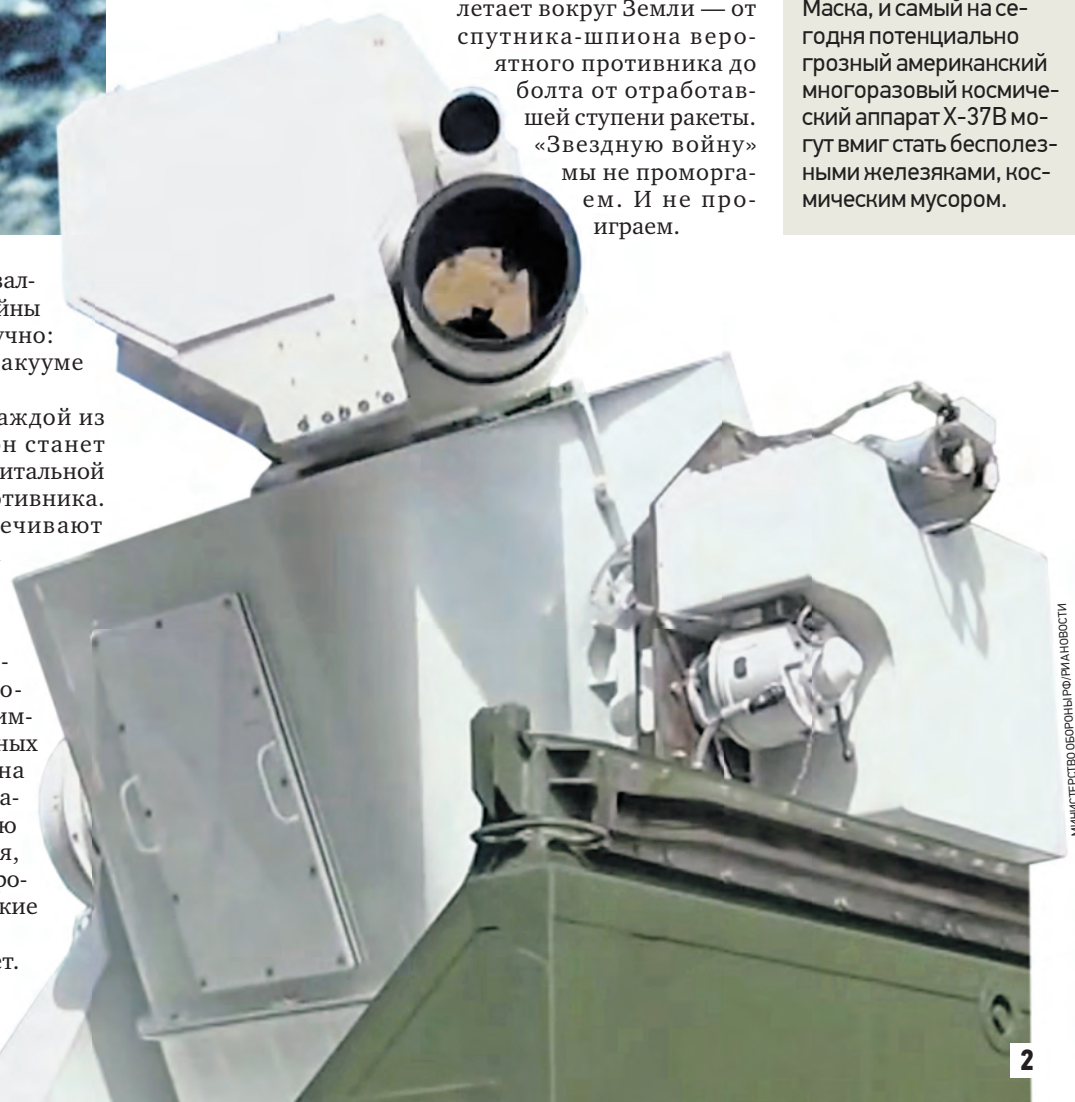 летает вокруг Земли — от
спутника-шпиона веро-
ятного противника до
болта от отработав-
шей ступени ракеты.
«Звездную войну»
мы не проморга-
ем. И не про-
играем.
Маска, и самый на се-
годня потенциально
грозный американский
многоразовый космиче-
ский аппарат X-37B мо-
гут вмиг стать бесполез-
ными железяками, кос-
мическим мусором.
вал-
йны
учно:
акууме
аждой из
н станет
итальной
отивника.
ечивают
-
о-
им-
ных
на
а-
ю
я,
ро-
кие
ет.
МИНИСТЕРСТВО ОБОРОНЫ РФ/РИА НОВОСТИ
2